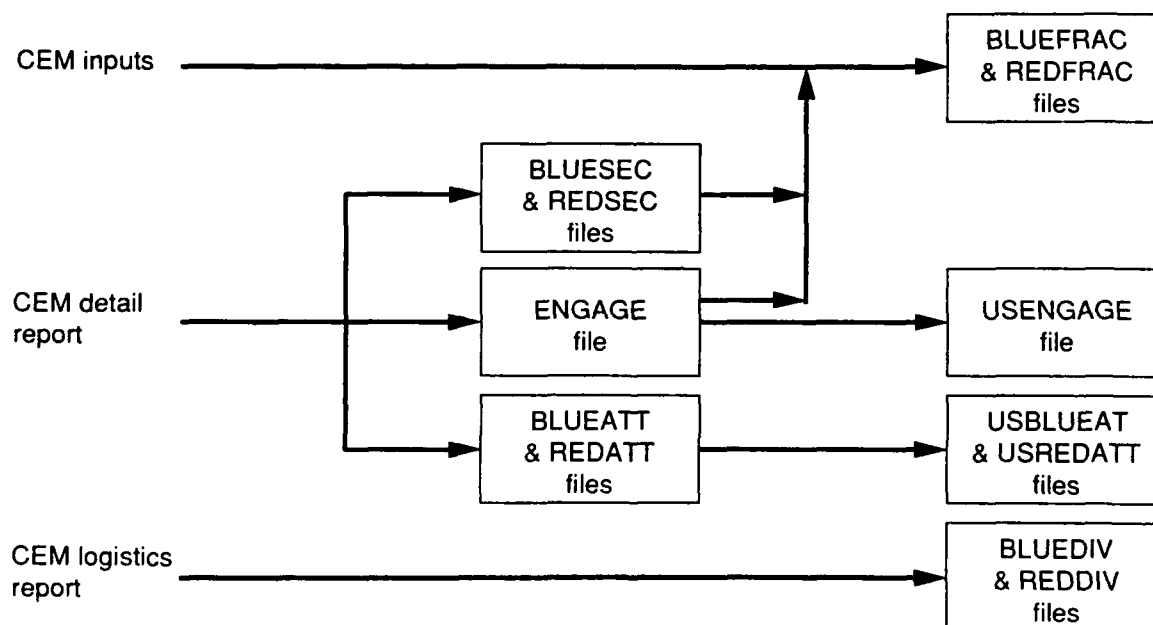 CEM inputs
BLUEFRAC
& REDFRAC
files
BLUESEC
& REDSEC
files
CEM detail
report
ENGAGE
file
USENGAGE
file
BLUEATT
& REDATT
files
USBLUEAT
& USREDATT
files
CEM logistics
report
BLUEDIV
& REDDIV
files